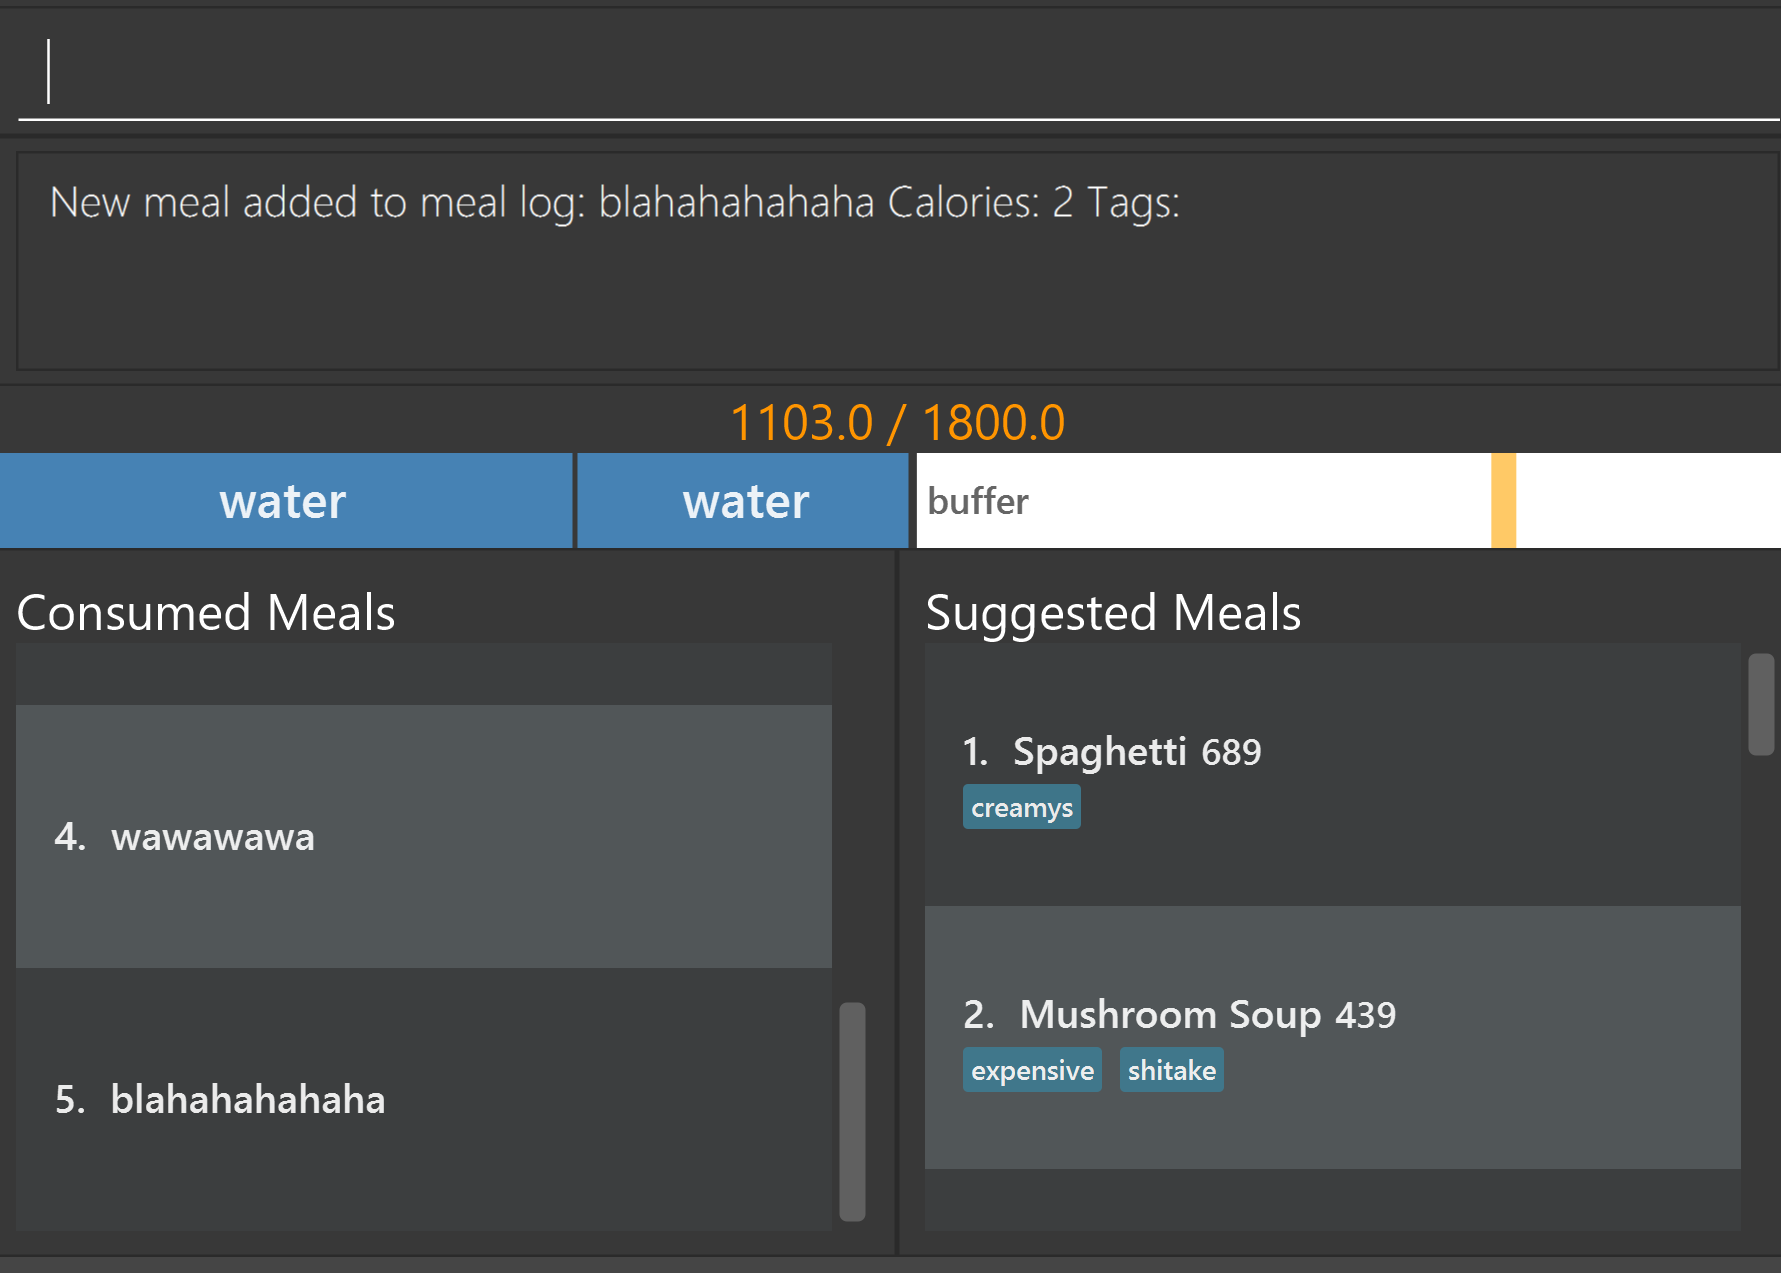 New meal added to meal log: blahahahahaha Calories: 2 Tags:
1103.0 / 1800.0
water water buffer
Consumed Meals
4. wawawawa
5. blahahahahaha
Suggested Meals
1. Spaghetti 689
creamys
2. Mushroom Soup 439
expensive shitake